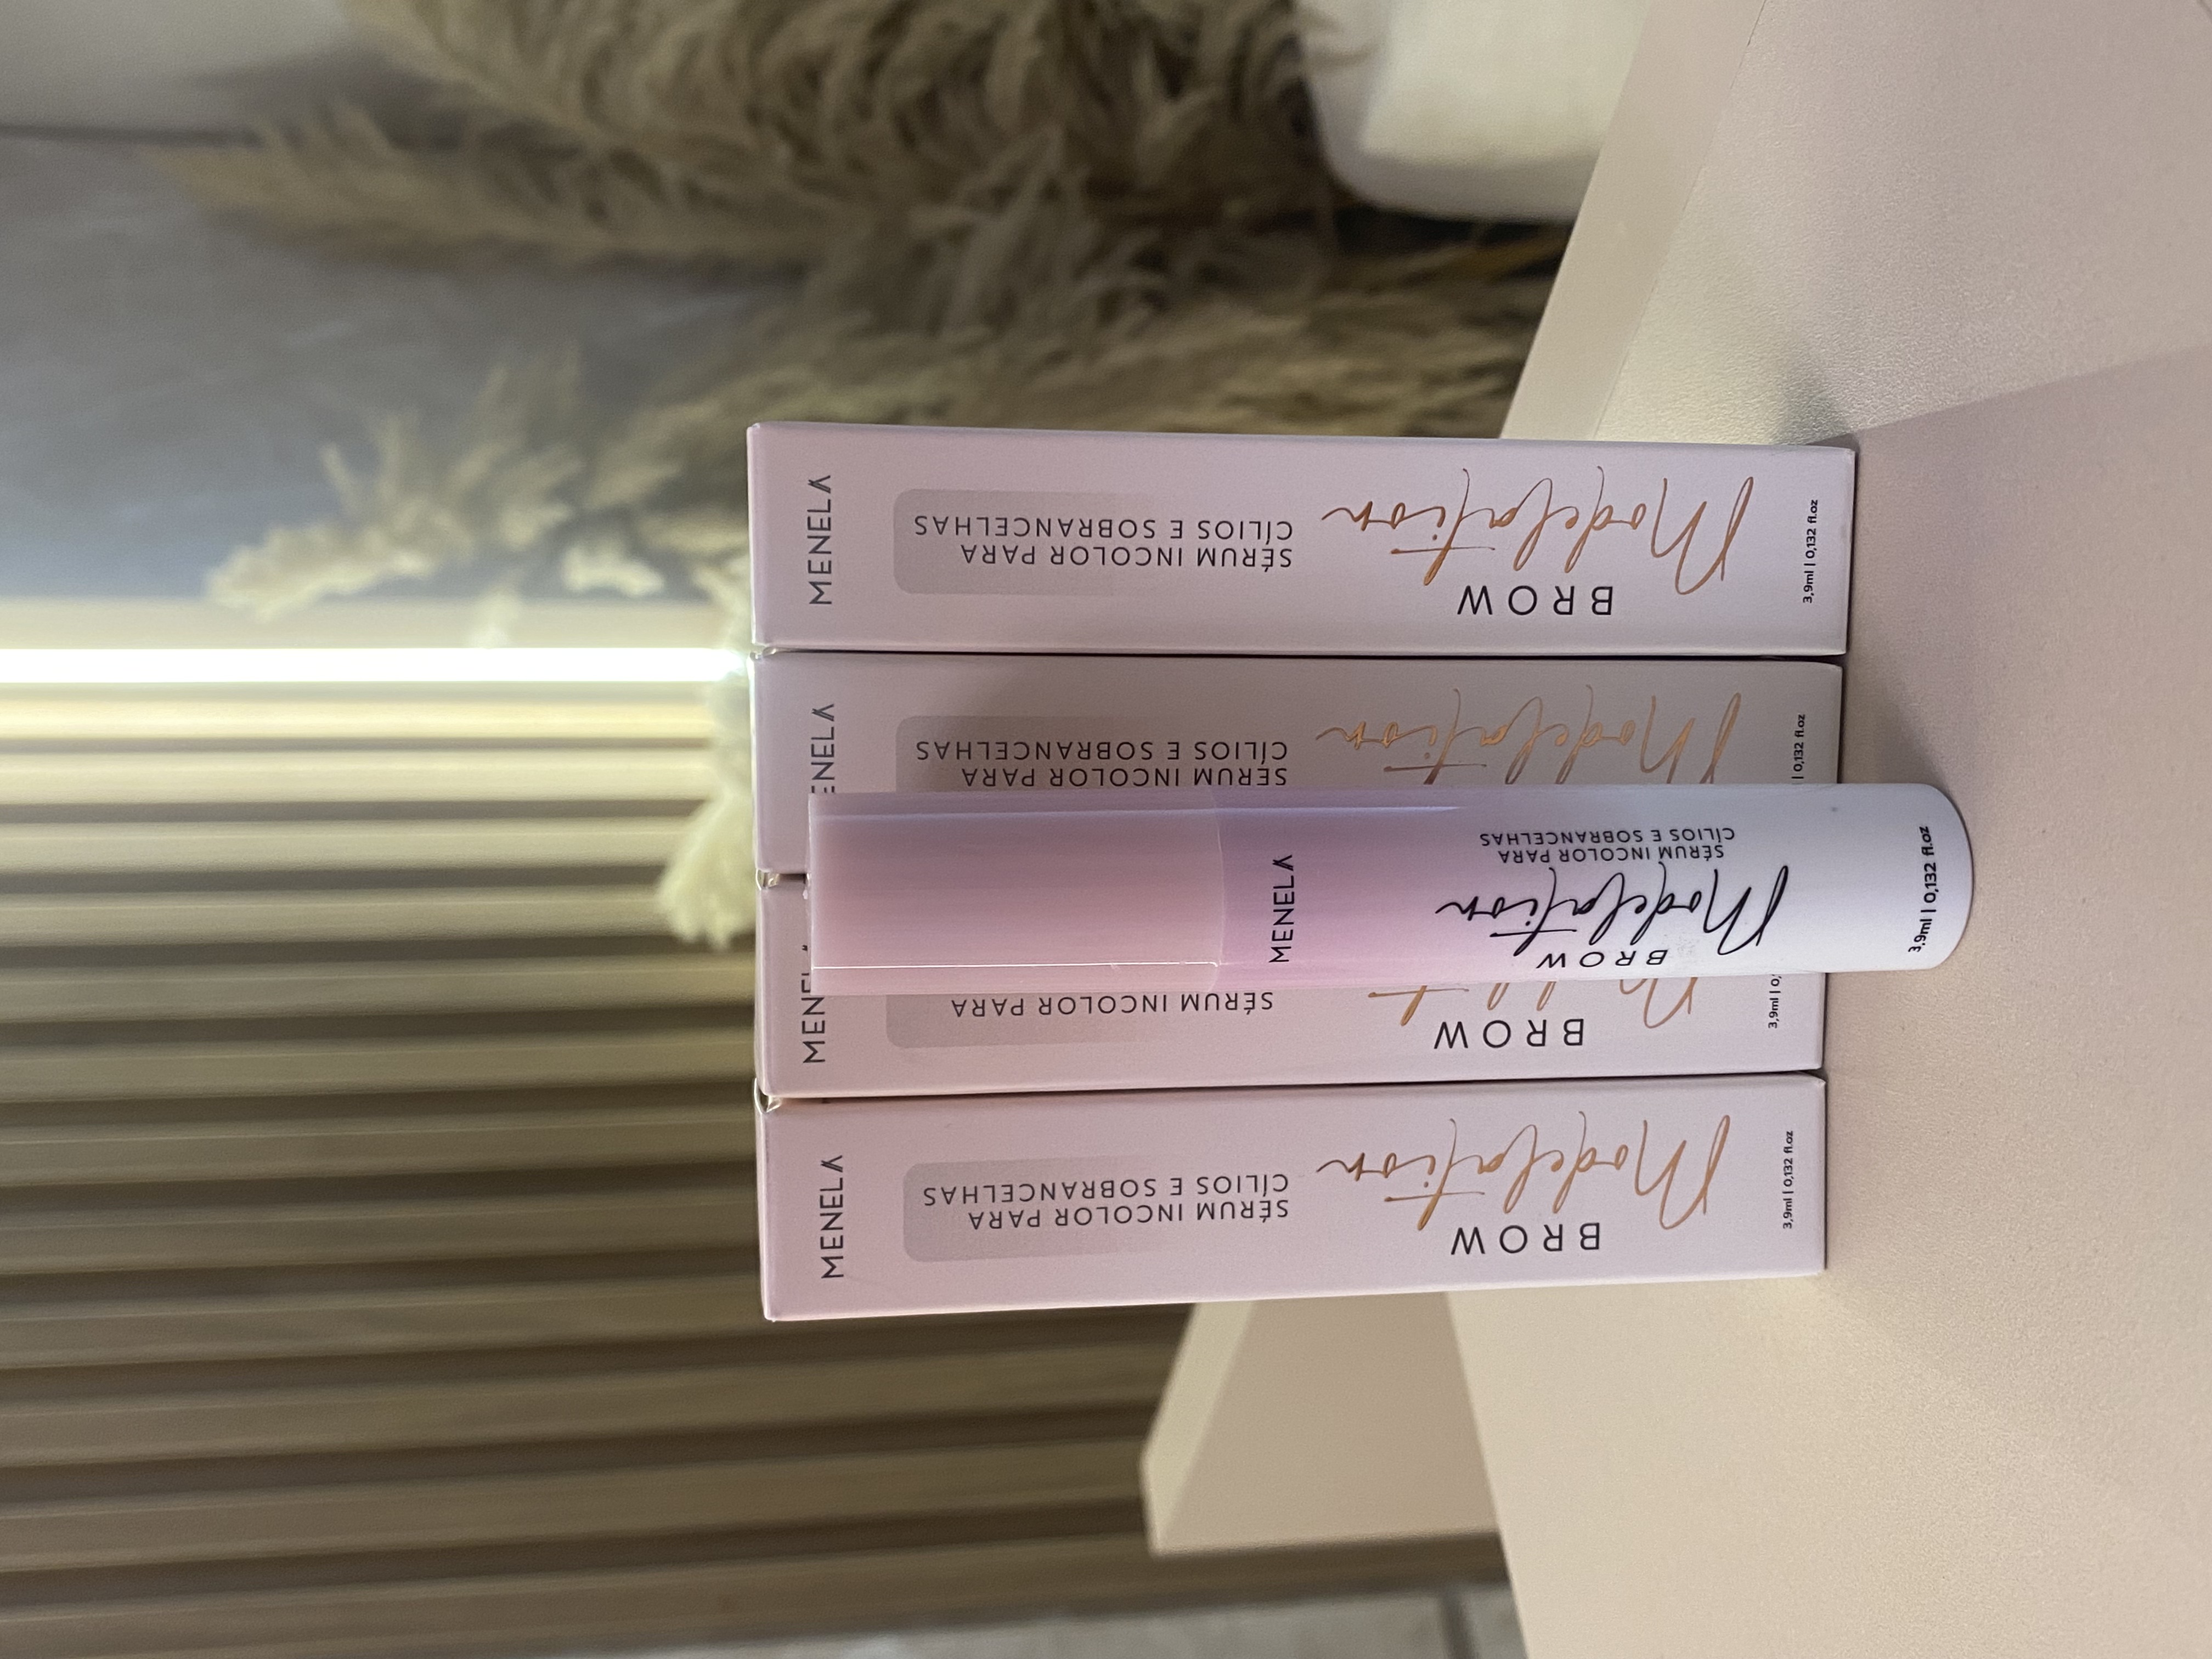 MENELA
SÉRUM INCOLOR PARA
CÍLIOS E SOBRANCELHAS
BROW
Modelation
3,9ml | 0,132 fl.oz
SÉRUM INCOLOR PARA
BROW
3,9ml |
MENELA
SÉRUM INCOLOR PARA
CÍLIOS E SOBRANCELHAS
BROW
Modelation
3,9ml | 0,132 fl.oz
SÉRUM INCOLOR PARA
CÍLIOS E SOBRANCELHAS
Modelation
| 0,132 fl.oz
MENELA
SÉRUM INCOLOR PARA
CÍLIOS E SOBRANCELHAS
BROW
Modelation
3,9ml | 0,132 fl.oz